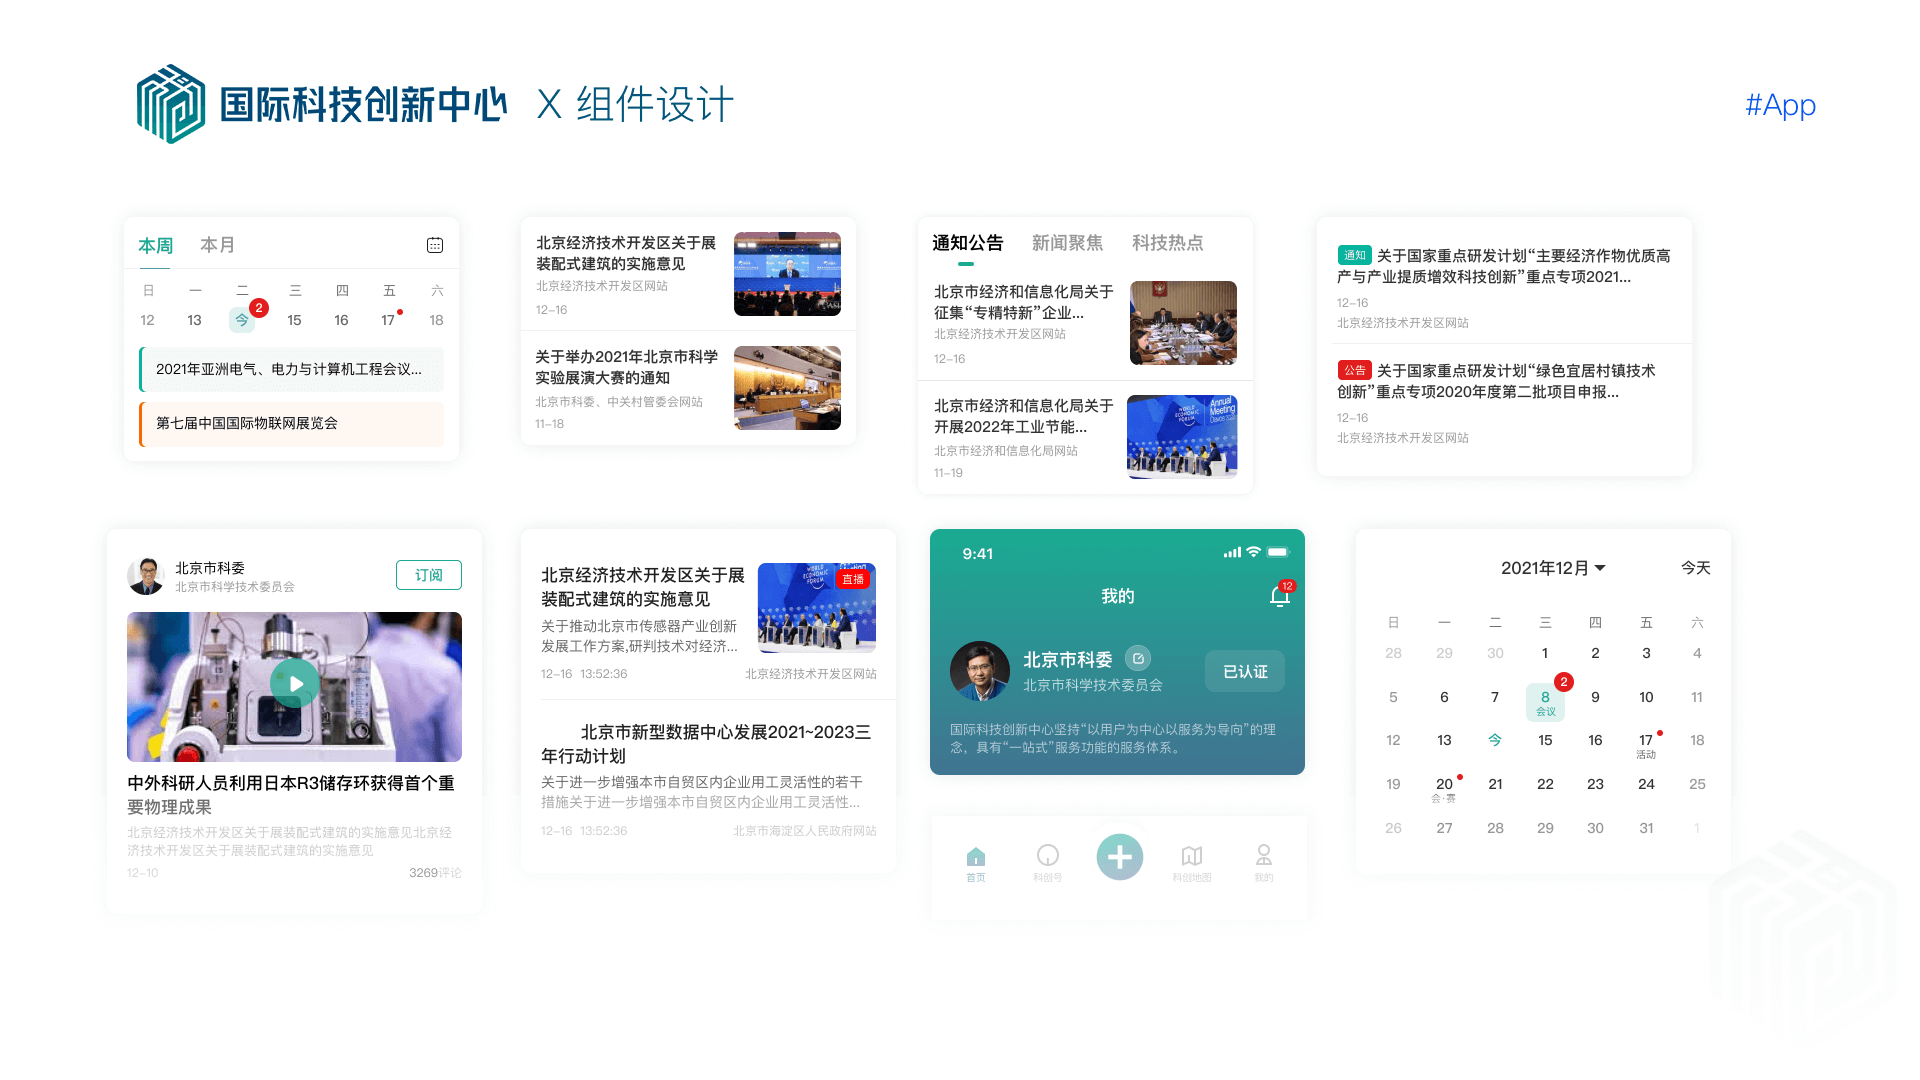 国际科技创新中心 X 组件设计
#App
本周 本月
日 一 二 三 四 五 六
12 13 今 2 15 16 17 18
2021年亚洲电气、电力与计算机工程会议...
第七届中国国际物联网展览会
北京经济技术开发区关于展
装配式建筑的实施意见
北京经济技术开发区网站
12-16
关于举办2021年北京市科学
实验展演大赛的通知
北京市科委、中关村管委会网站
11-18
通知公告 新闻聚焦 科技热点
北京市经济和信息化局关于
征集“专精特新”企业...
北京经济技术开发区网站
12-16
北京市经济和信息化局关于
开展2022年工业节能...
北京市经济和信息化局网站
11-19
WORLD
ECONOMIC
FORUM
Annual
Meeting
Davos
通知 关于国家重点研发计划“主要经济作物优质高
产与产业提质增效科技创新”重点专项2021...
12-16
北京经济技术开发区网站
公告 关于国家重点研发计划“绿色宜居村镇技术
创新”重点专项2020年度第二批项目申报...
12-16
北京经济技术开发区网站
北京市科委
北京市科学技术委员会
订阅
中外科研人员利用日本R3储存环获得首个重
要物理成果
北京经济技术开发区关于展装配式建筑的实施意见北京经
济技术开发区关于展装配式建筑的实施意见
12-10 3269评论
北京经济技术开发区关于展
装配式建筑的实施意见
关于推动北京市传感器产业创新
发展工作方案,研判技术对经济...
WORLD
ECONOMIC
FORUM
直播
12-16 13:52:36 北京经济技术开发区网站
北京市新型数据中心发展2021~2023三
年行动计划
关于进一步增强本市自贸区内企业用工灵活性的若干
措施关于进一步增强本市自贸区内企业用工灵活性...
12-16 13:52:36 北京市海淀区人民政府网站
9:41
我的
12
北京市科委
北京市科学技术委员会
已认证
国际科技创新中心坚持“以用户为中心以服务为导向”的理
念，具有“一站式”服务功能的服务体系。
首页 科创号 科创地图 我的
2021年12月 今天
日 一 二 三 四 五 六
28 29 30 1 2 3 4
5 6 7 8 2 9 10 11
会议
12 13 今 15 16 17 18
活动
19 20 21 22 23 24 25
会·赛
26 27 28 29 30 31 1